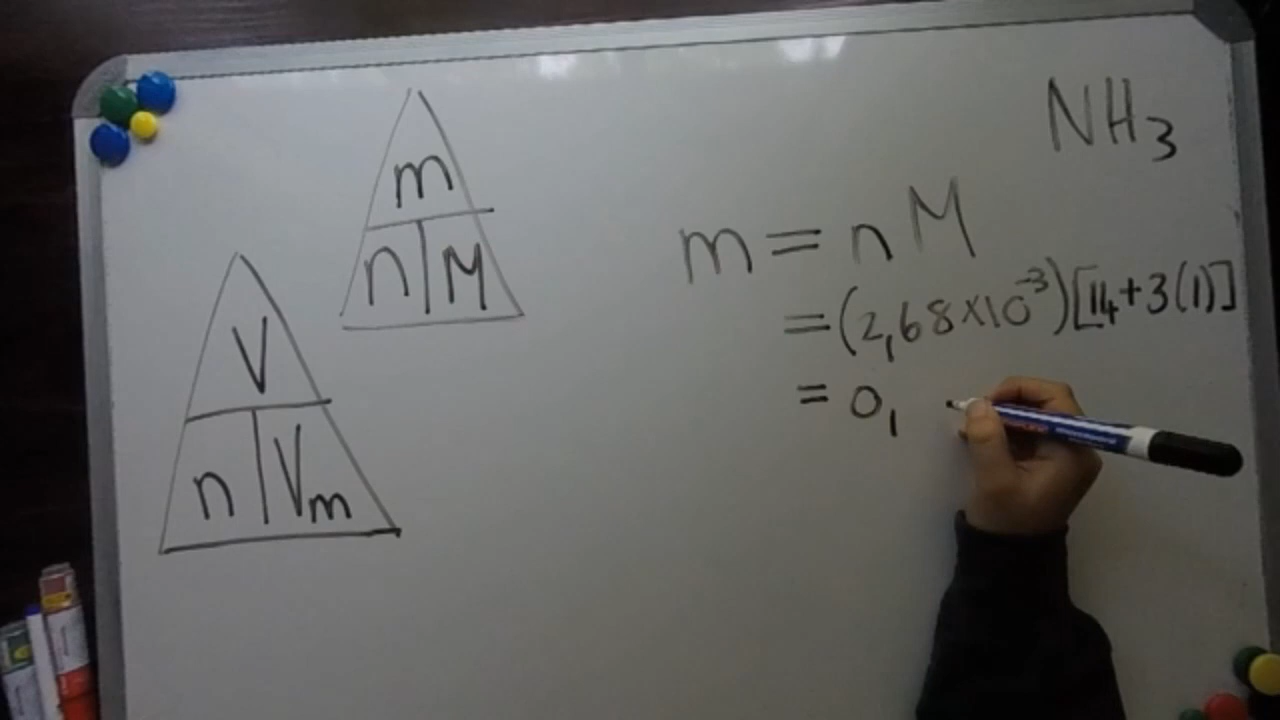 NH₃
m
n | M
V
n | Vm
m = nM
= (2,68×10⁻³)[14+3(1)]
= 0,